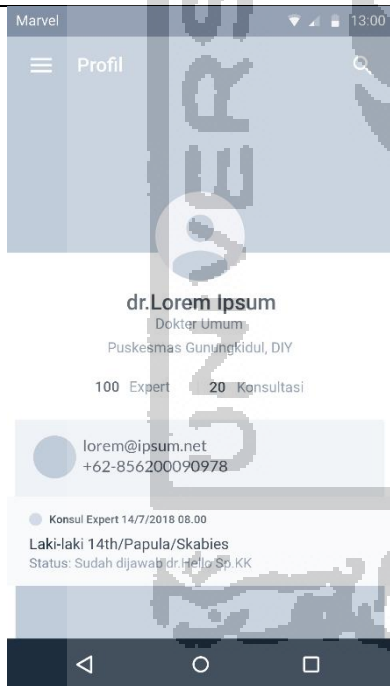 Marvel 13:00
Profil
UNIVERS
dr.Lorem Ipsum
Dokter Umum
Puskesmas Gunungkidul, DIY
100 Expert 20 Konsultasi
lorem@ipsum.net
+62-856200090978
Konsul Expert 14/7/2018 08.00
Laki-laki 14th/Papula/Skabies
Status: Sudah dijawab dr.Hello Sp.KK